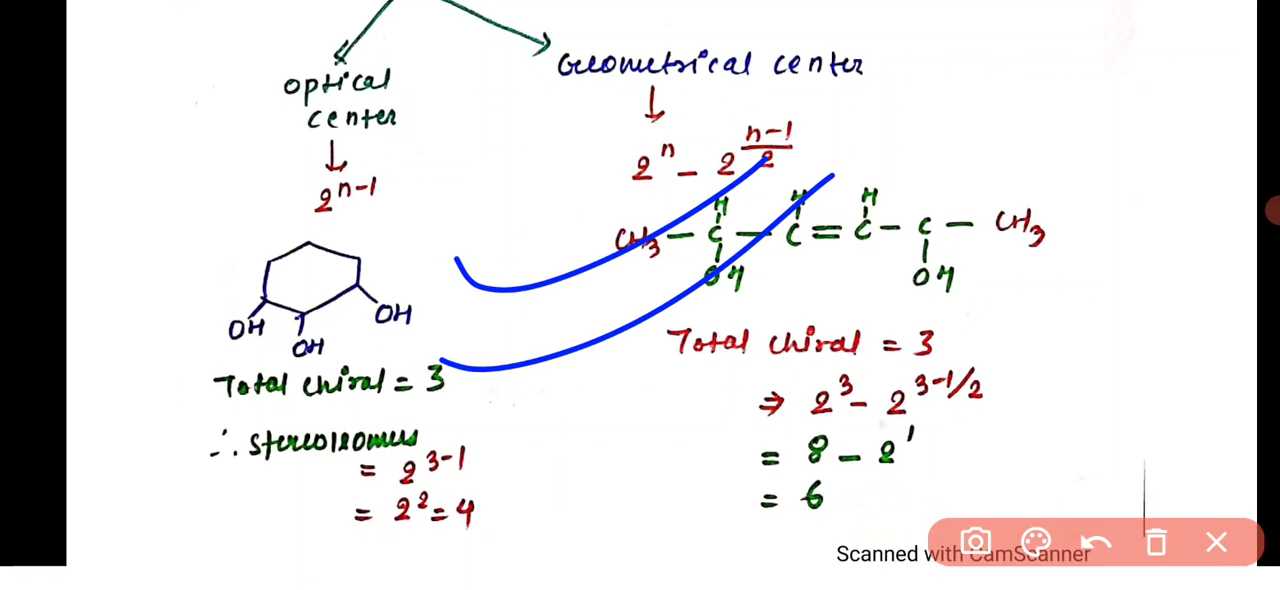 optical center
Geometrical center
↓
↓
2^(n-1)
2^n - 2^((n-1)/2)
H H H
CH3 - C - C = C - C - CH3
OH OH
OH OH
OH
Total chiral = 3
∴ stereoisomers
= 2^(3-1)
= 2^2 = 4
Total chiral = 3
⇒ 2^3 - 2^(3-1/2)
= 8 - 2^1
= 6
Scanned with CamScanner